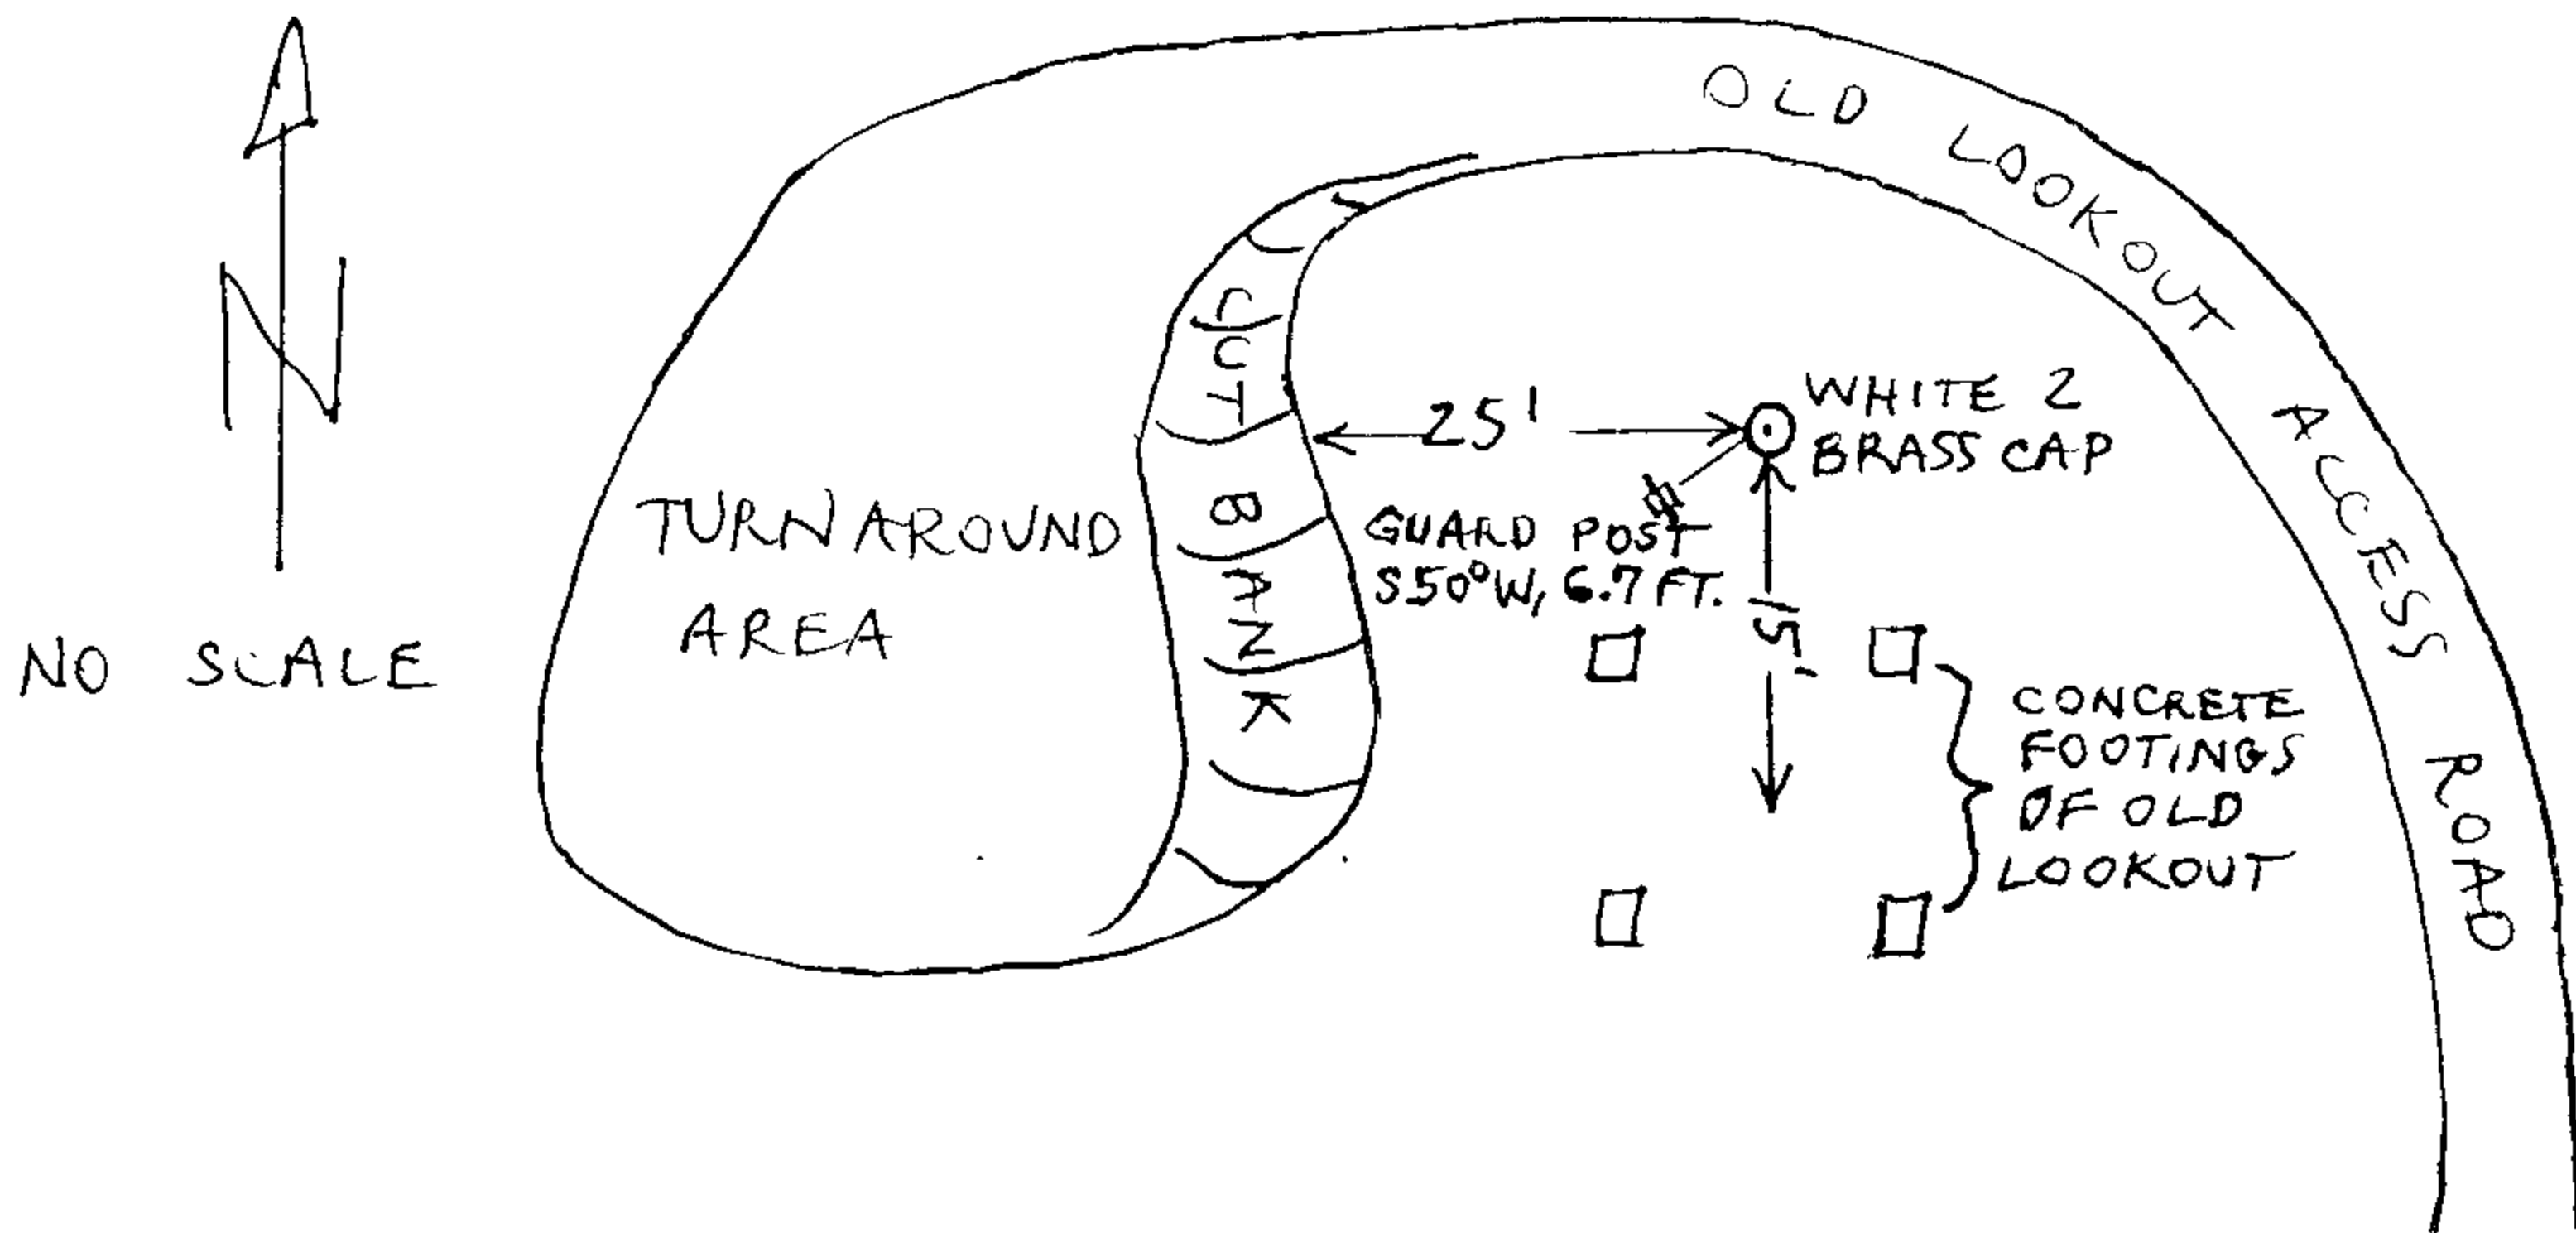 N
NO SCALE
OLD LOOKOUT ACCESS ROAD
CUT BANK
TURNAROUND
AREA
25'
WHITE 2
BRASS CAP
GUARD POST
S50°W, 6.7 FT.
15'
CONCRETE
FOOTINGS
OF OLD
LOOKOUT